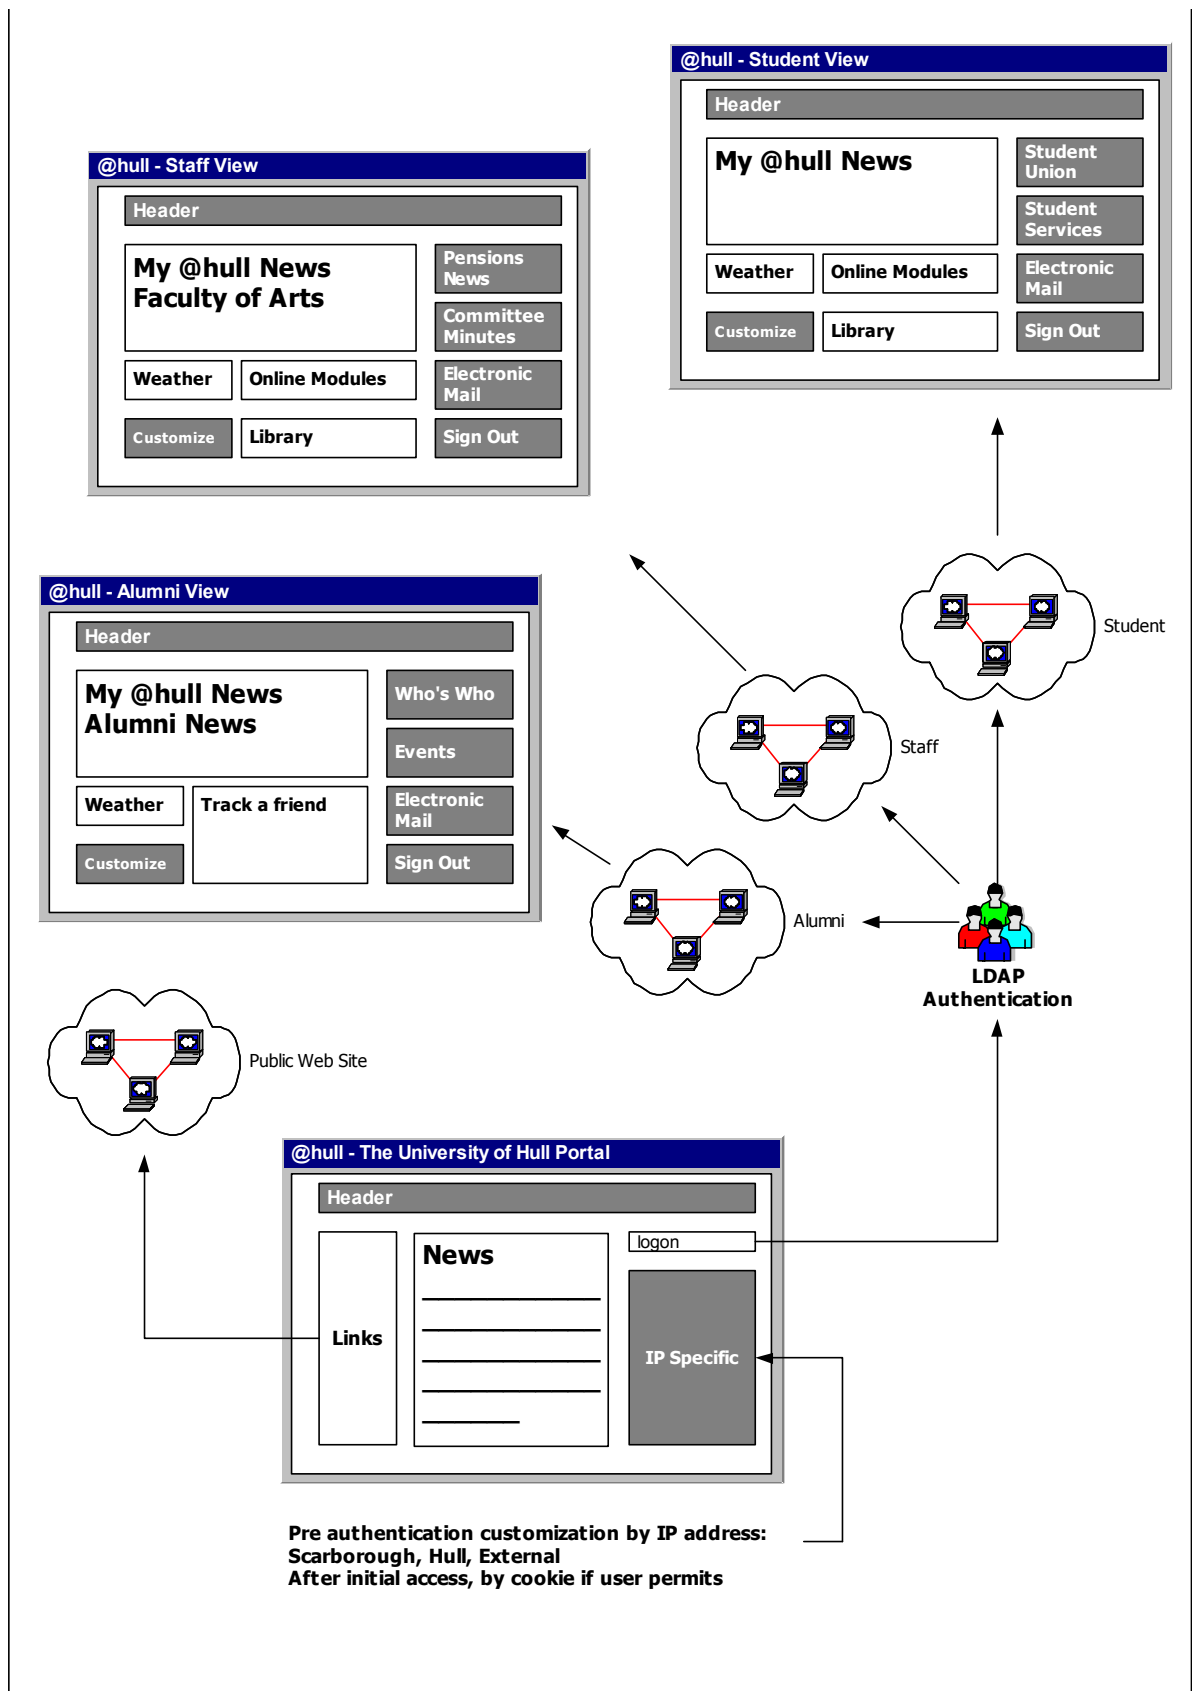 @hull - Student View
Header
My @hull News
Student
Union
Student
Services
Weather
Online Modules
Electronic
Mail
Customize
Library
Sign Out
@hull - Staff View
Header
My @hull News
Faculty of Arts
Pensions
News
Committee
Minutes
Weather
Online Modules
Electronic
Mail
Customize
Library
Sign Out
@hull - Alumni View
Header
My @hull News
Alumni News
Who's Who
Events
Weather
Track a friend
Electronic
Mail
Customize
Sign Out
Student
Staff
Alumni
LDAP
Authentication
Public Web Site
@hull - The University of Hull Portal
Header
Links
News
logon
IP Specific
Pre authentication customization by IP address:
Scarborough, Hull, External
After initial access, by cookie if user permits